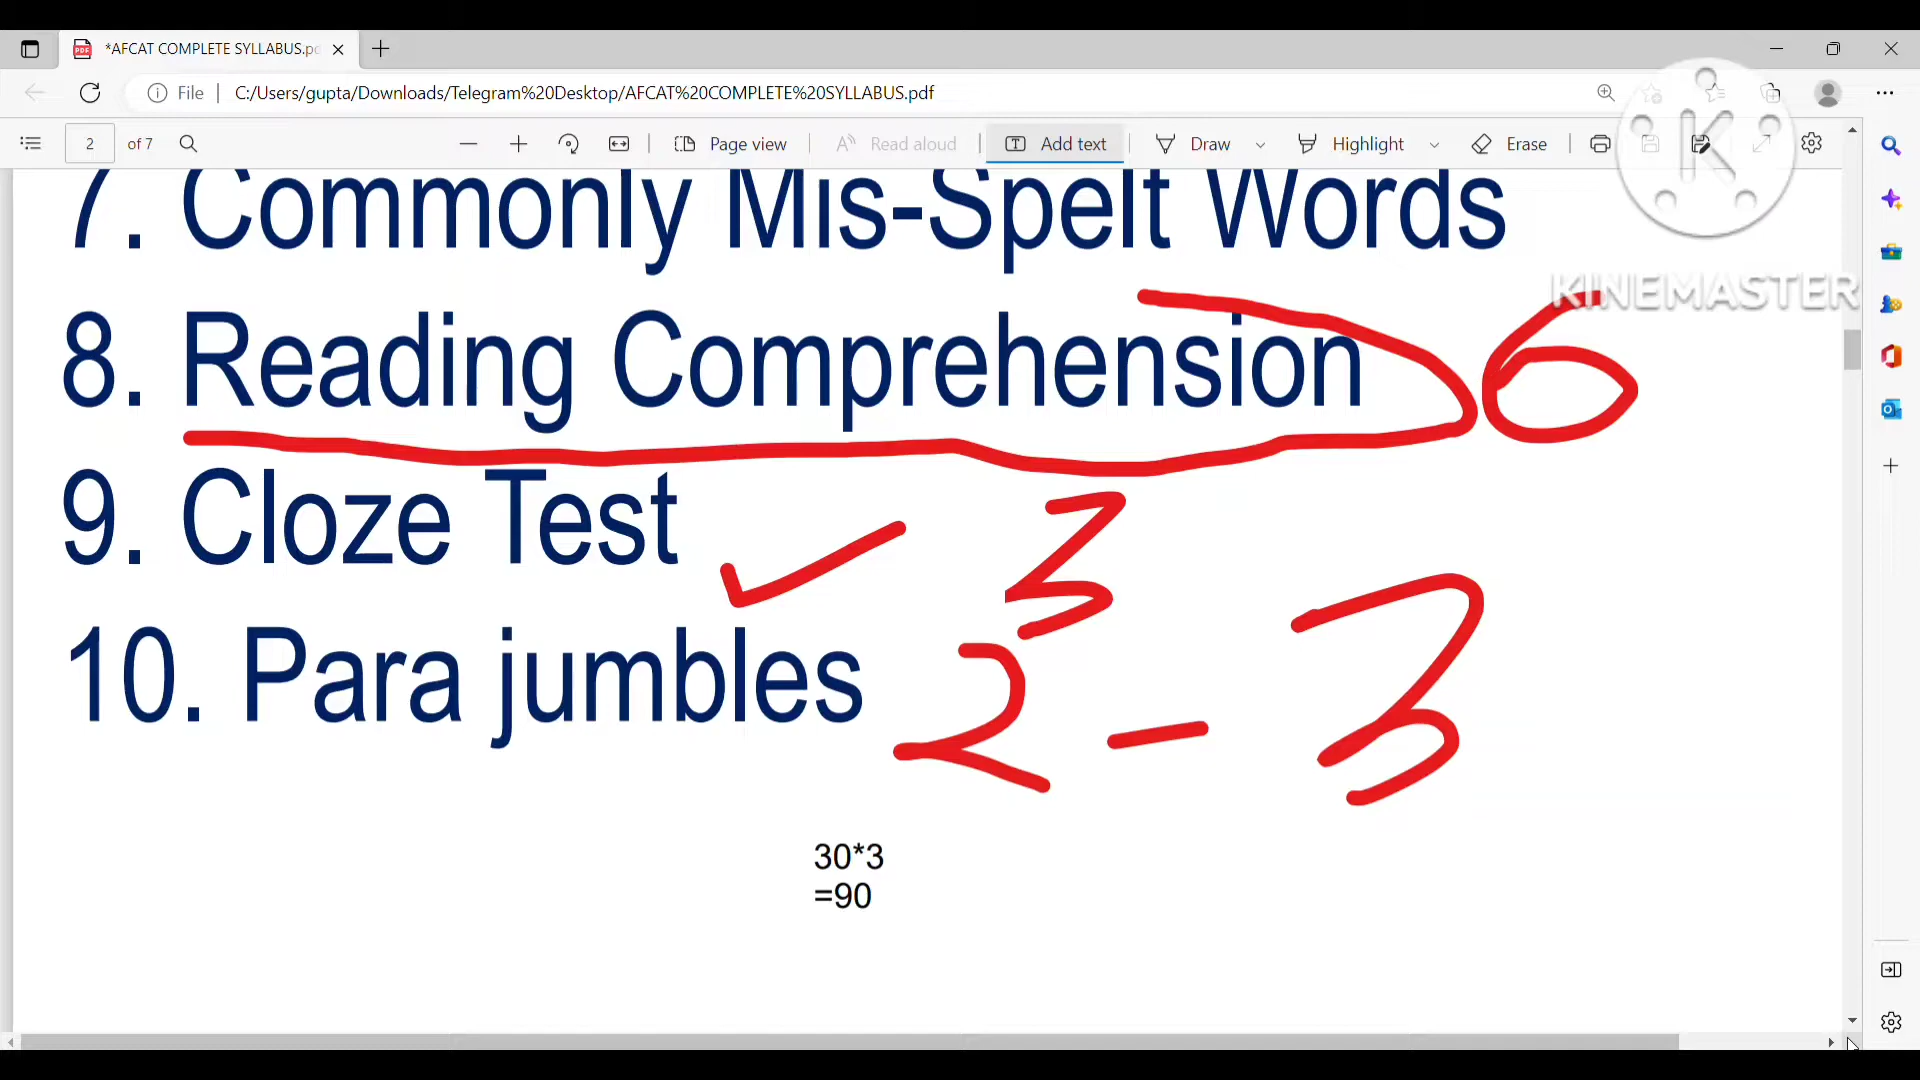 *AFCAT COMPLETE SYLLABUS.p
File
C:/Users/gupta/Downloads/Telegram%20Desktop/AFCAT%20COMPLETE%20SYLLABUS.pdf
2 of 7
Page view
Read aloud
Add text
Draw
Highlight
Erase
K
KINEMASTER
7. Commonly Mis-Spelt Words
8. Reading Comprehension 6
9. Cloze Test 3
10. Para jumbles 2 - 3
30*3
=90